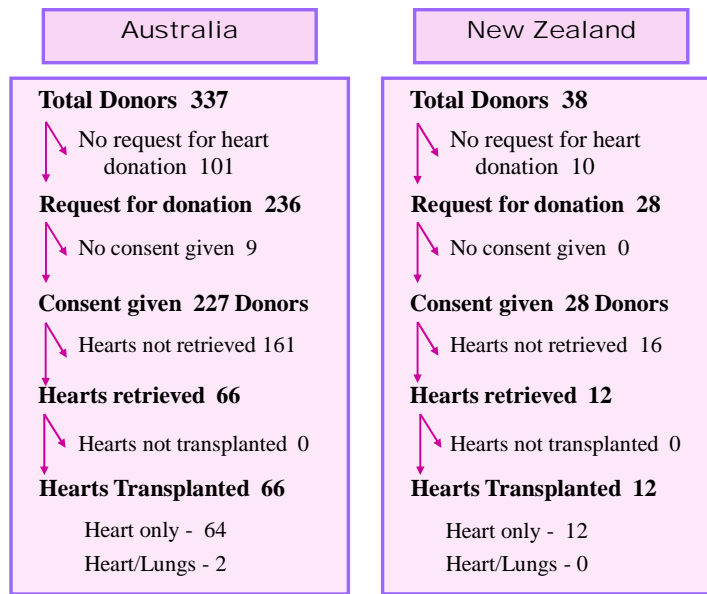 Australia
Total Donors 337
No request for heart
donation 101
Request for donation 236
No consent given 9
Consent given 227 Donors
Hearts not retrieved 161
Hearts retrieved 66
Hearts not transplanted 0
Hearts Transplanted 66
Heart only - 64
Heart/Lungs - 2
New Zealand
Total Donors 38
No request for heart
donation 10
Request for donation 28
No consent given 0
Consent given 28 Donors
Hearts not retrieved 16
Hearts retrieved 12
Hearts not transplanted 0
Hearts Transplanted 12
Heart only - 12
Heart/Lungs - 0